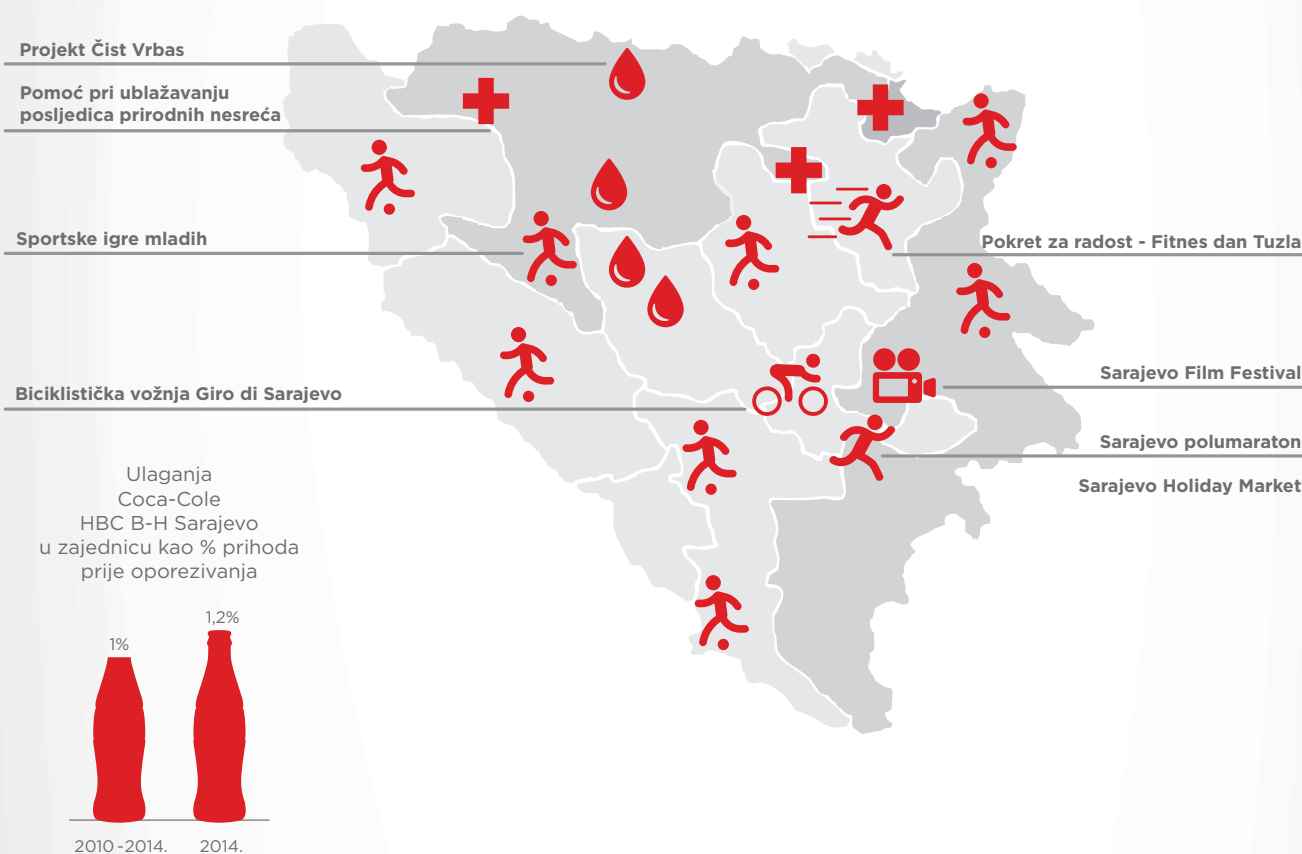 Projekt Čist Vrbas
Pomoć pri ublažavanju
posljedica prirodnih nesreća
Sportske igre mladih
Biciklistička vožnja Giro di Sarajevo
Pokret za radost - Fitnes dan Tuzla
Sarajevo Film Festival
Sarajevo polumaraton
Sarajevo Holiday Market
Ulaganja
Coca-Cole
HBC B-H Sarajevo
u zajednicu kao % prihoda
prije oporezivanja
1%
1,2%
2010-2014.
2014.